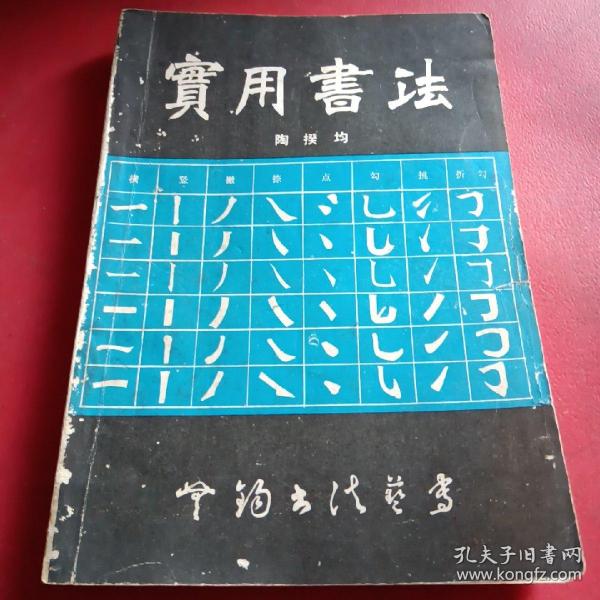 實用書法
陶揆均
横 竖 撇 捺 点 勾 挑 折勾
孔夫子旧书网
www.kongfz.com